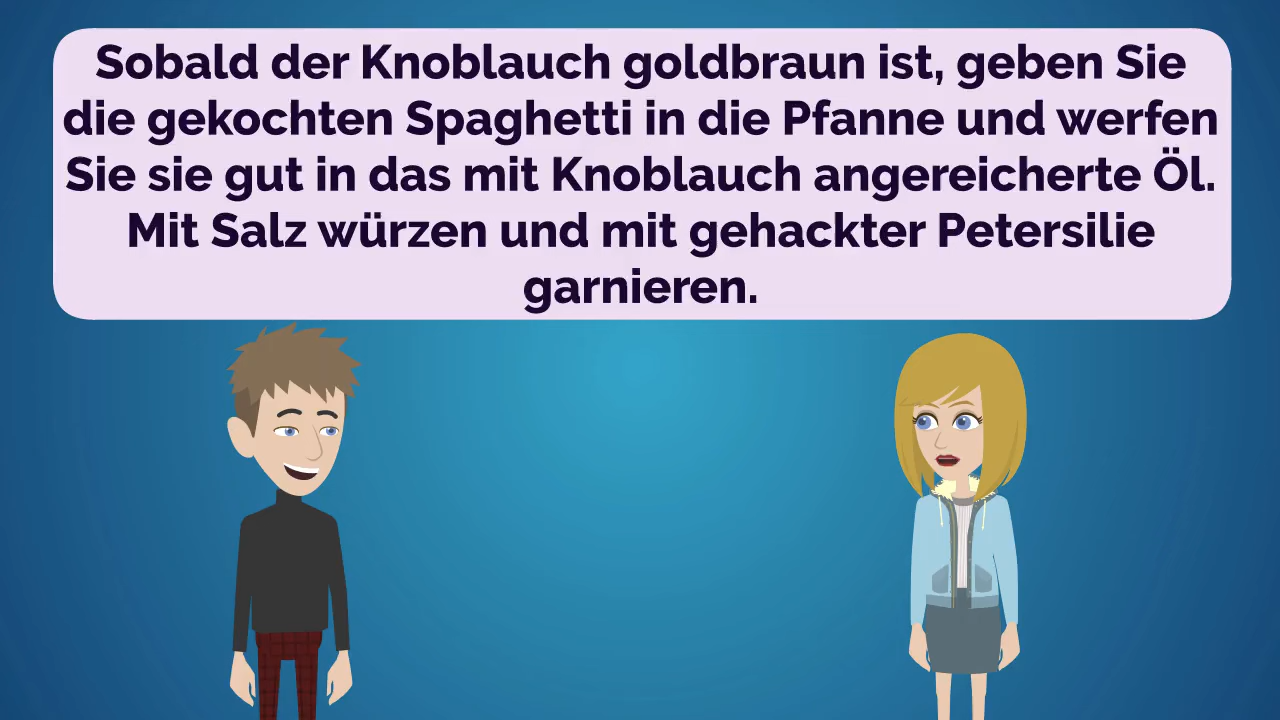 Sobald der Knoblauch goldbraun ist, geben Sie
die gekochten Spaghetti in die Pfanne und werfen
Sie sie gut in das mit Knoblauch angereicherte Öl.
Mit Salz würzen und mit gehackter Petersilie
garnieren.